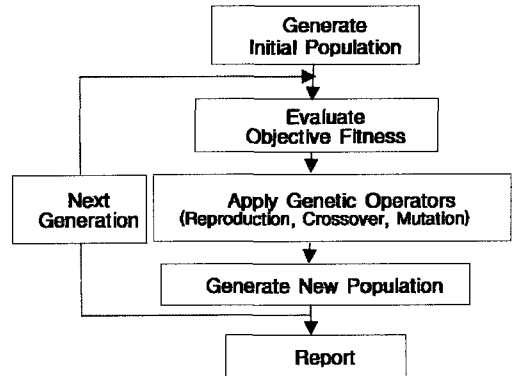 Generate
Initial Population
Evaluate
Objective Fitness
Next
Generation
Apply Genetic Operators
(Reproduction, Crossover, Mutation)
Generate New Population
Report